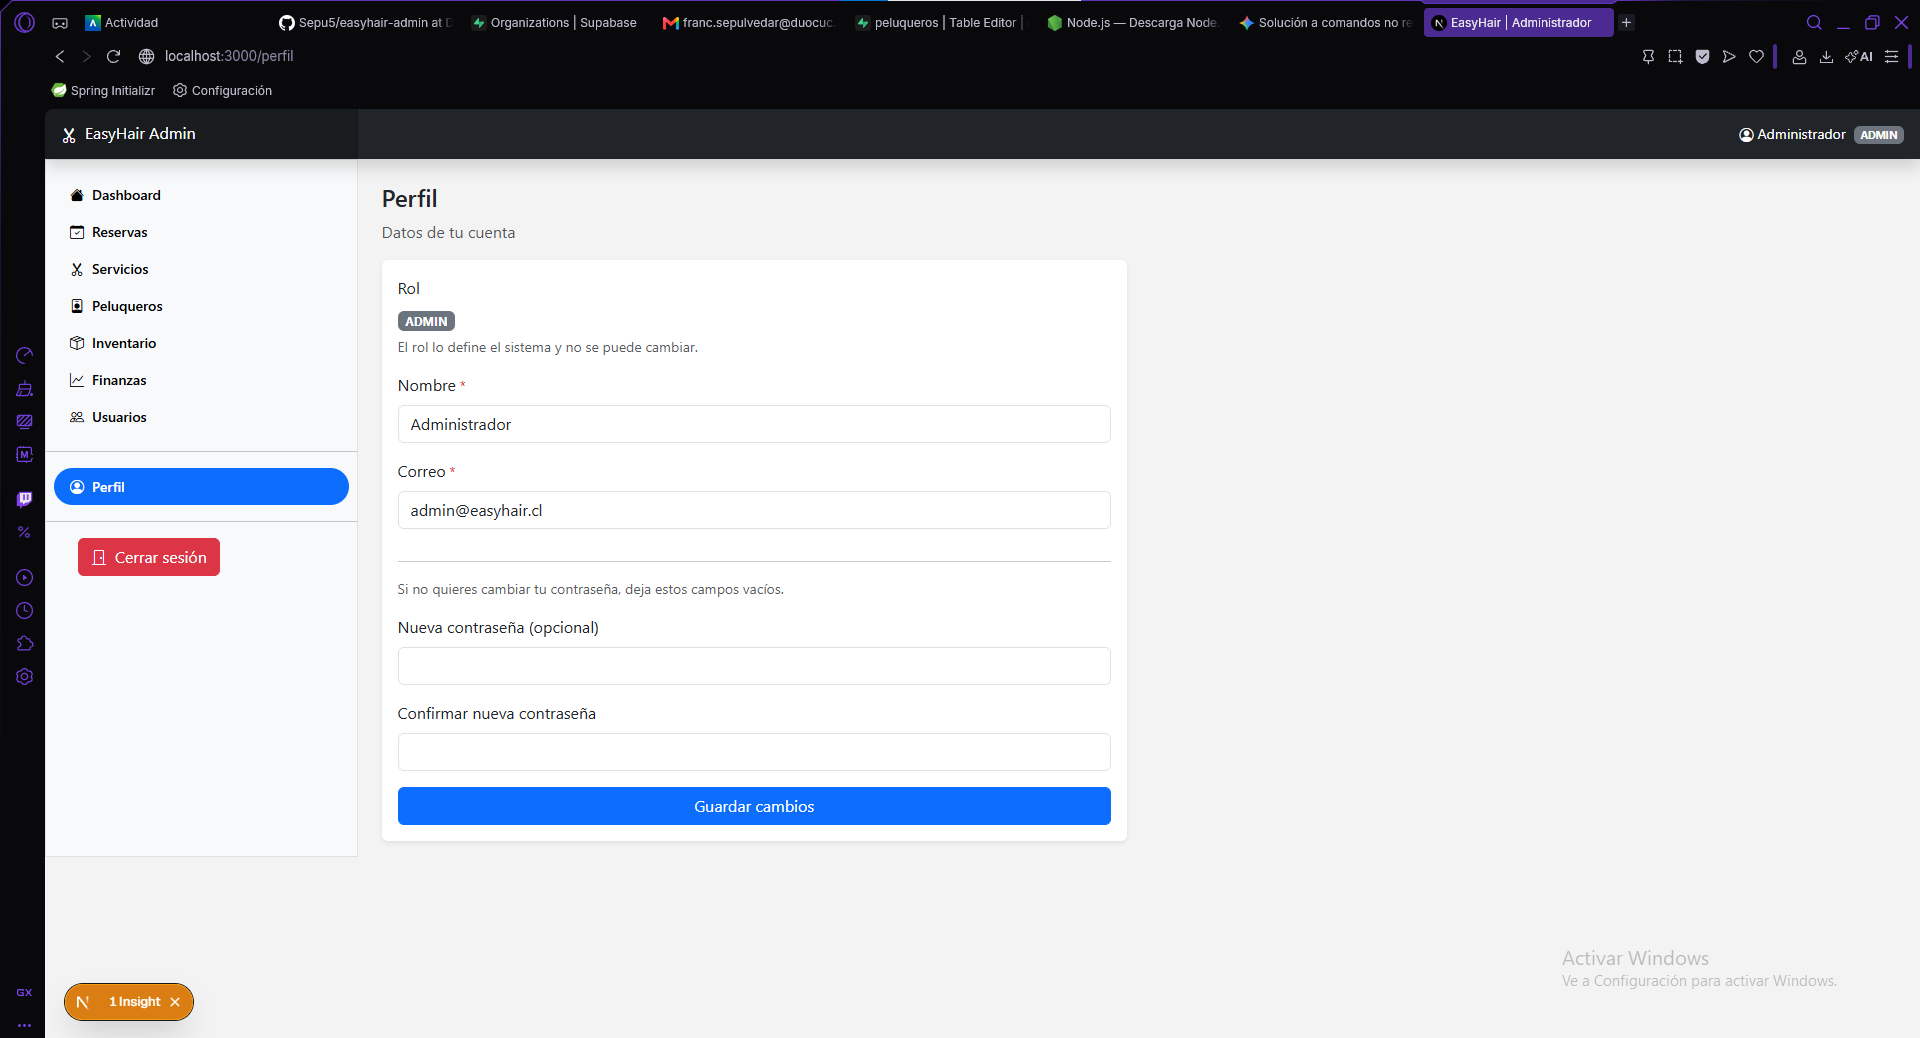 Actividad
Sepu5/easyhair-admin at D
Organizations | Supabase
franc.sepulvedar@duocuc.
peluqueros | Table Editor |
Node.js — Descarga Node.
Solución a comandos no re
EasyHair | Administrador
localhost:3000/perfil
AI
Spring Initializr
Configuración
EasyHair Admin
Administrador ADMIN
Dashboard
Reservas
Servicios
Peluqueros
Inventario
Finanzas
Usuarios
Perfil
Cerrar sesión
Perfil
Datos de tu cuenta
Rol
ADMIN
El rol lo define el sistema y no se puede cambiar.
Nombre *
Administrador
Correo *
admin@easyhair.cl
Si no quieres cambiar tu contraseña, deja estos campos vacíos.
Nueva contraseña (opcional)
Confirmar nueva contraseña
Guardar cambios
Activar Windows
Ve a Configuración para activar Windows.
GX
N 1 Insight